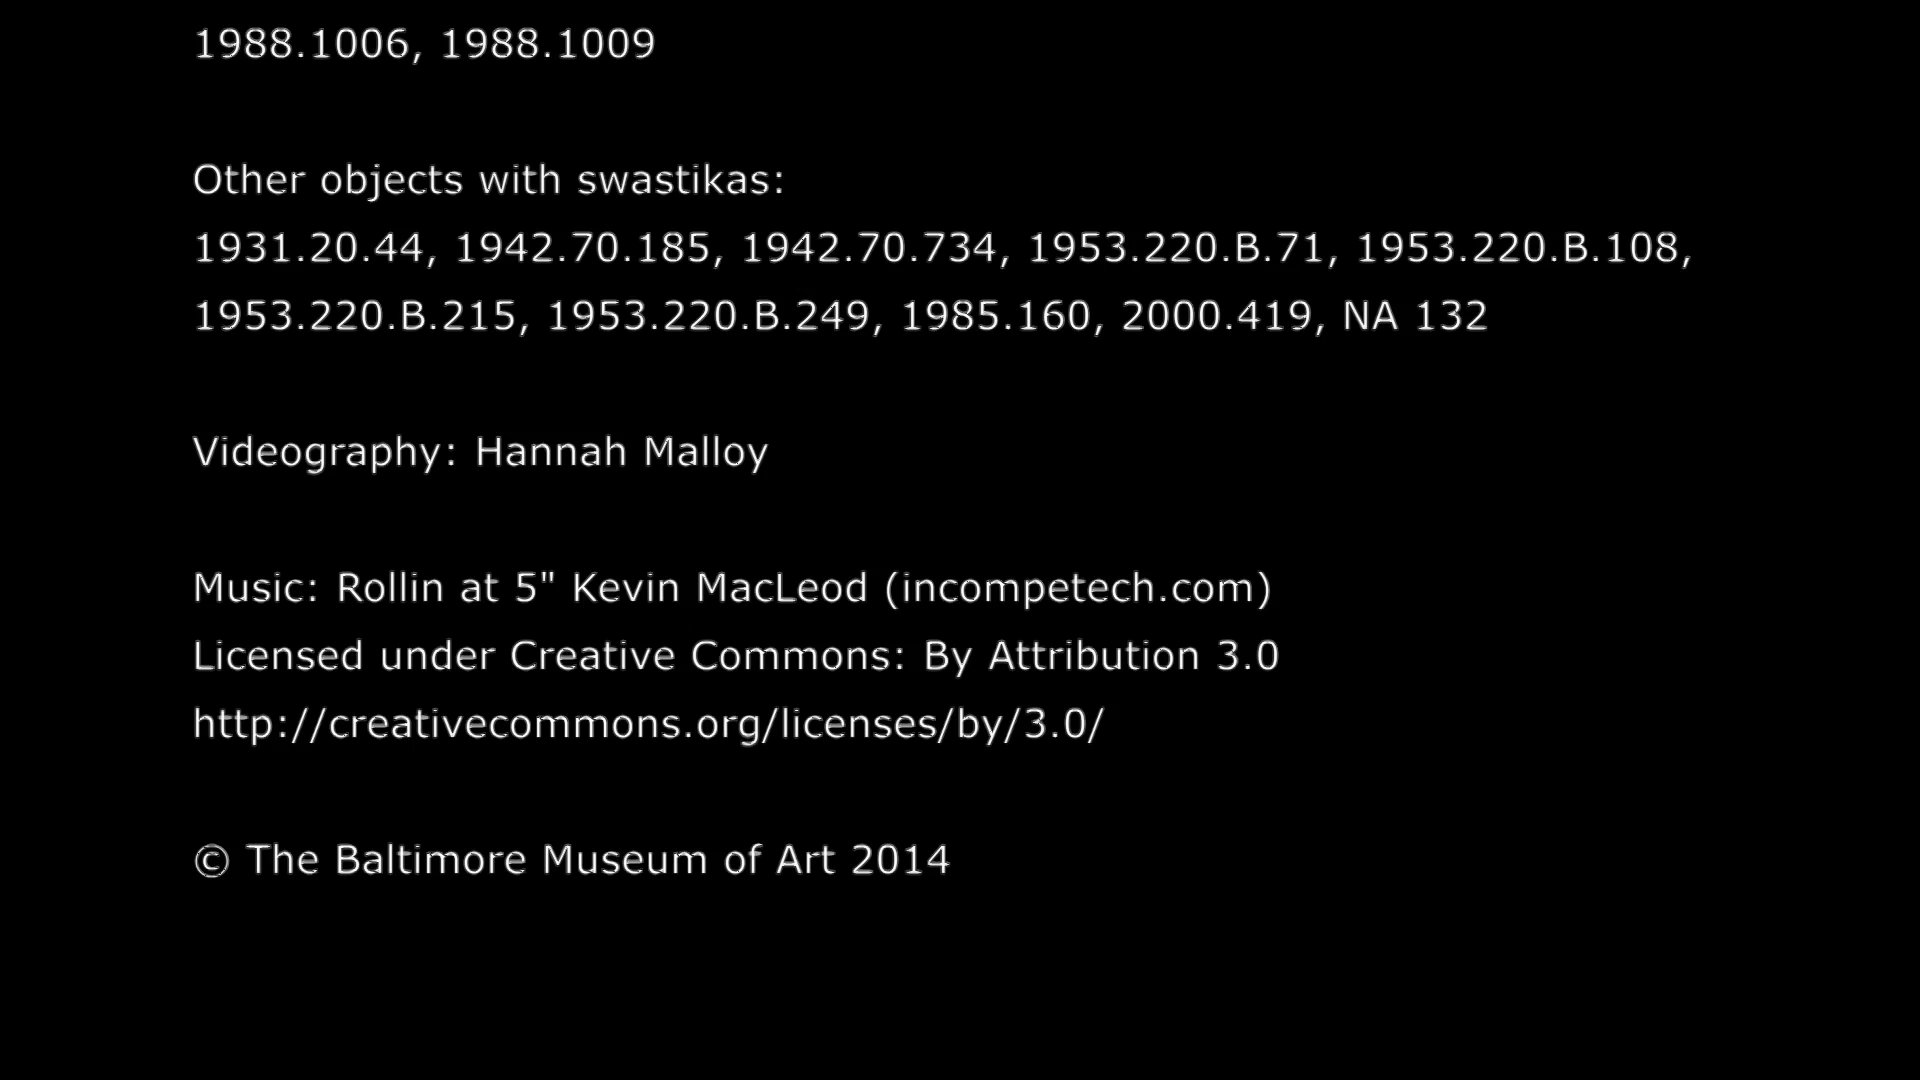 1988.1006, 1988.1009
Other objects with swastikas:
1931.20.44, 1942.70.185, 1942.70.734, 1953.220.B.71, 1953.220.B.108,
1953.220.B.215, 1953.220.B.249, 1985.160, 2000.419, NA 132
Videography: Hannah Malloy
Music: Rollin at 5" Kevin MacLeod (incompetech.com)
Licensed under Creative Commons: By Attribution 3.0
http://creativecommons.org/licenses/by/3.0/
© The Baltimore Museum of Art 2014